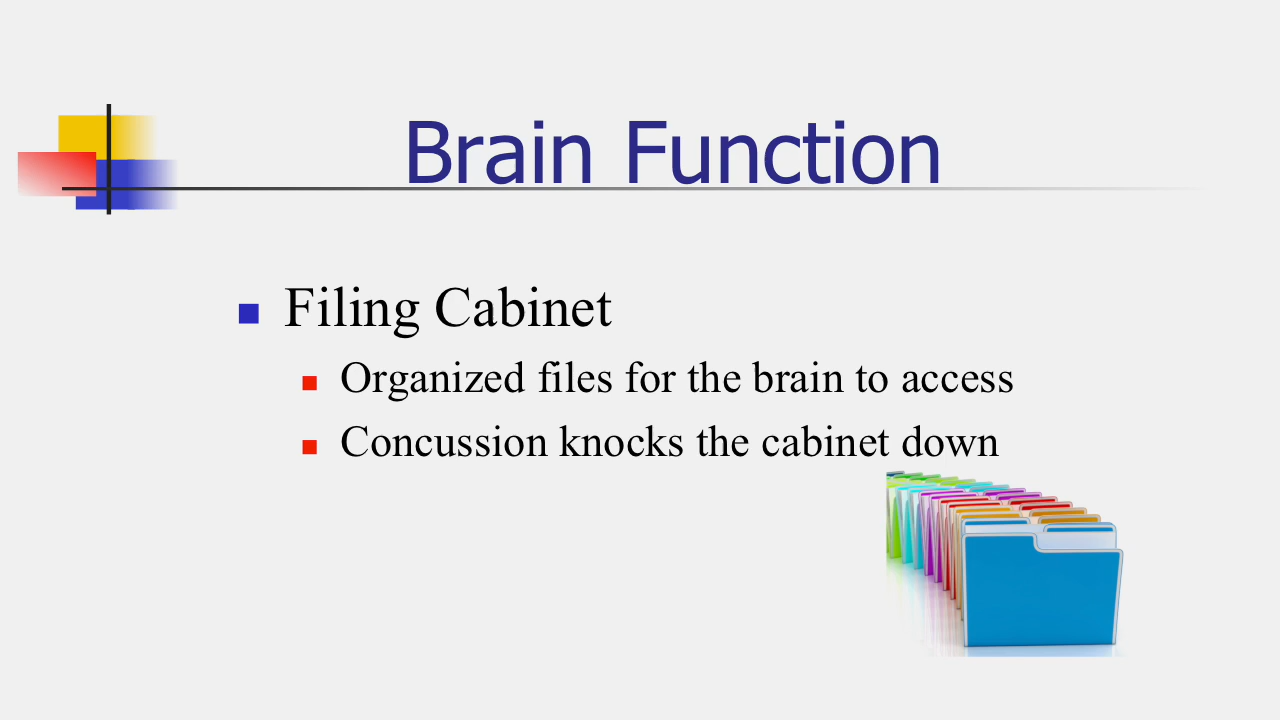 Brain Function
Filing Cabinet
Organized files for the brain to access
Concussion knocks the cabinet down